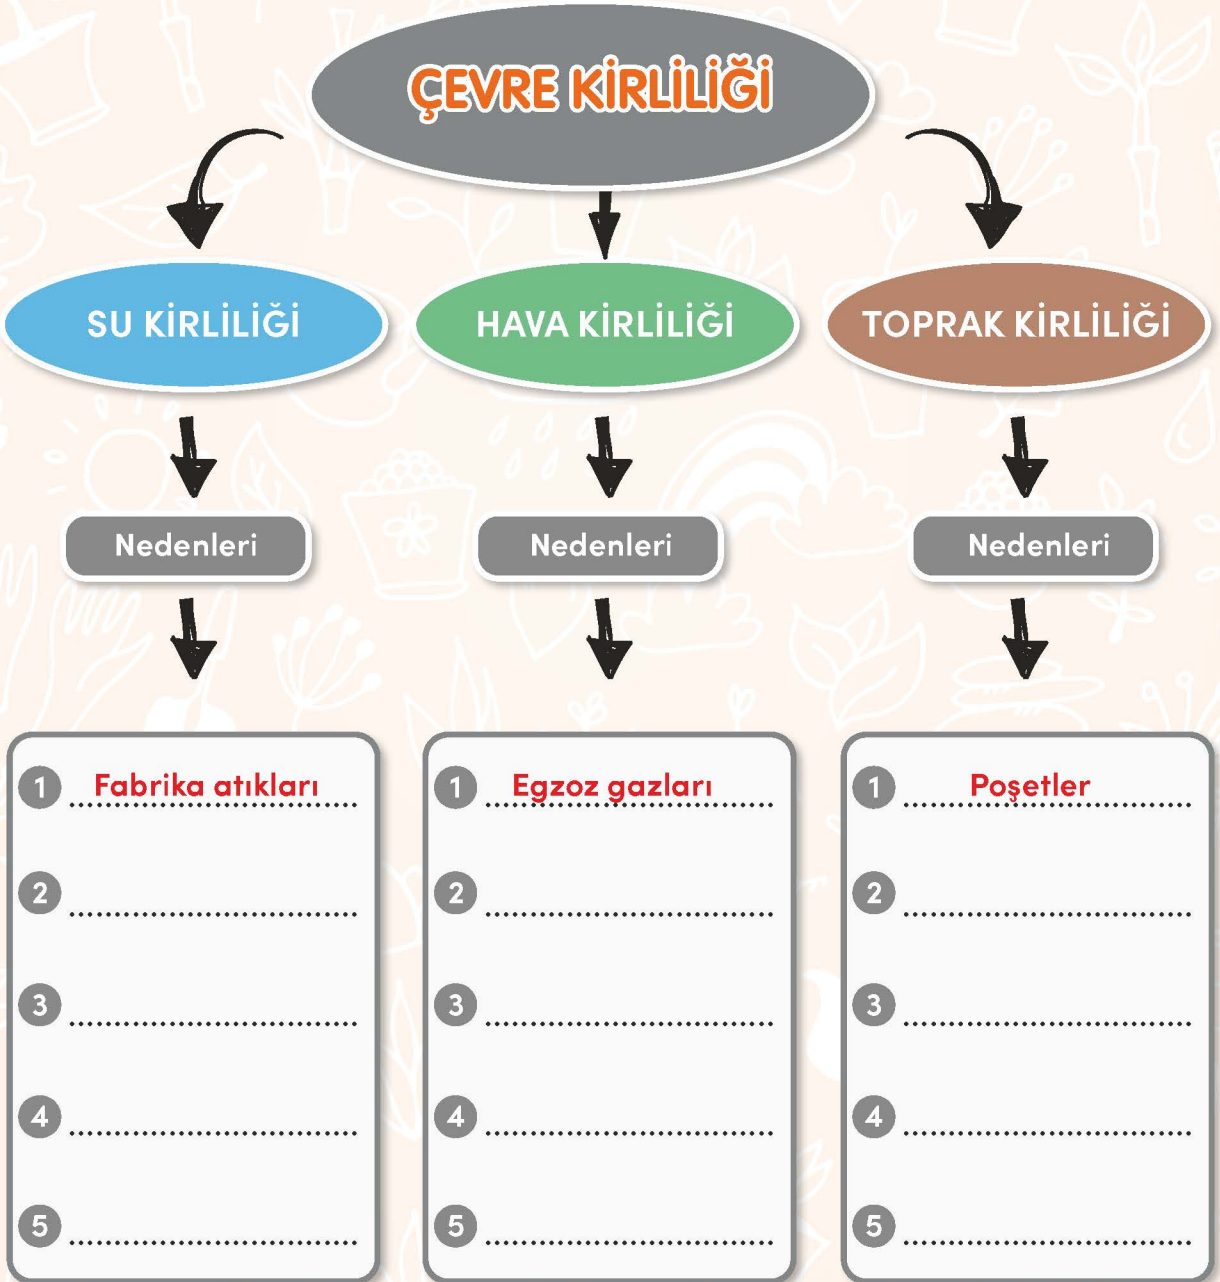 ÇEVRE KİRLİLİĞİ
SU KİRLİLİĞİ
HAVA KİRLİLİĞİ
TOPRAK KİRLİLİĞİ
Nedenleri
Nedenleri
Nedenleri
1 Fabrika atıkları
2 ................................
3 ................................
4 ................................
5 ................................
1 Egzoz gazları
2 ................................
3 ................................
4 ................................
5 ................................
1 Poşetler
2 ................................
3 ................................
4 ................................
5 ................................